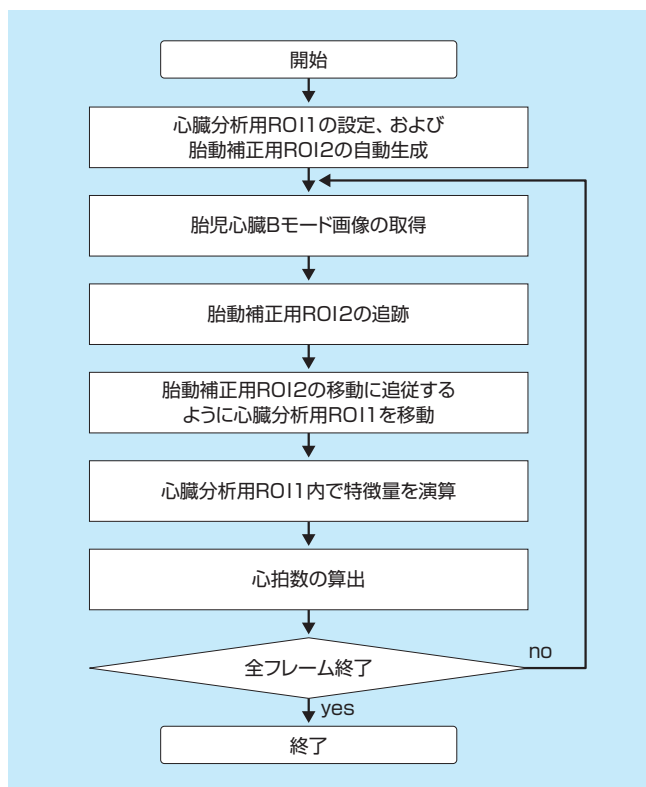 開始
心臓分析用ROI1の設定、および
胎動補正用ROI2の自動生成
胎児心臓Bモード画像の取得
胎動補正用ROI2の追跡
胎動補正用ROI2の移動に追従する
ように心臓分析用ROI1を移動
心臓分析用ROI1内で特徴量を演算
心拍数の算出
全フレーム終了
no
yes
終了